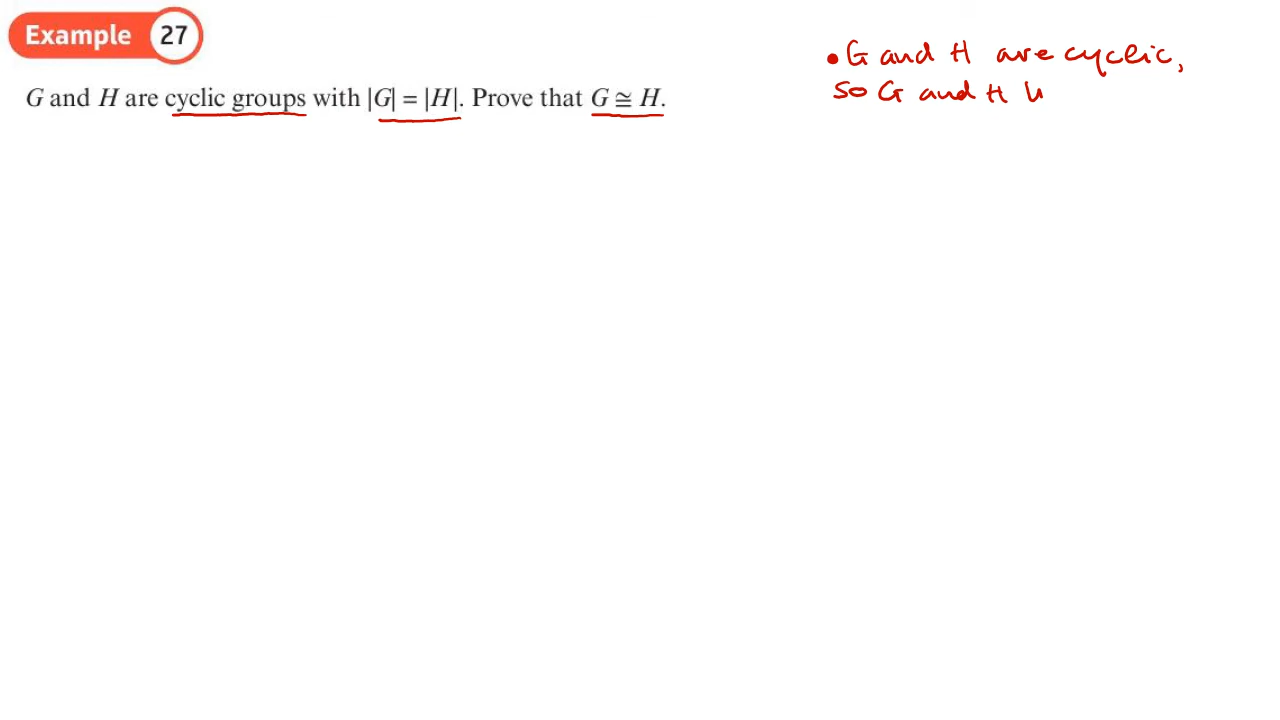 Example 27
G and H are cyclic groups with |G| = |H|. Prove that G ≅ H.
• G and H are cyclic,
so G and H